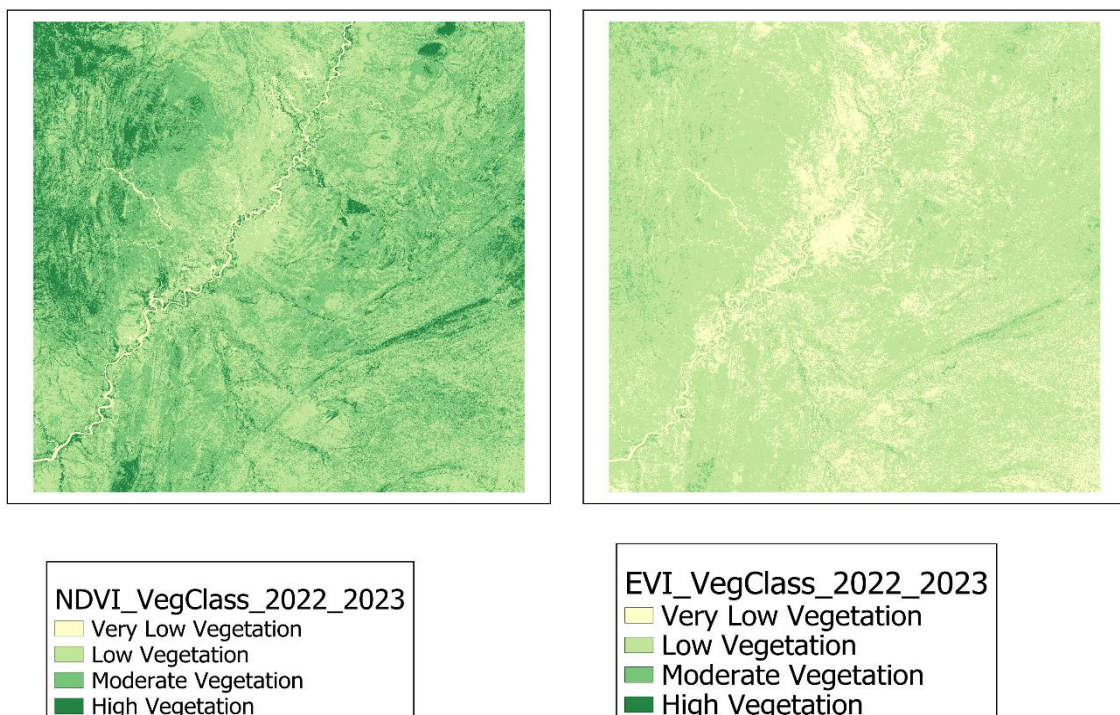 NDVI_VegClass_2022_2023
Very Low Vegetation
Low Vegetation
Moderate Vegetation
High Vegetation
EVI_VegClass_2022_2023
Very Low Vegetation
Low Vegetation
Moderate Vegetation
High Vegetation